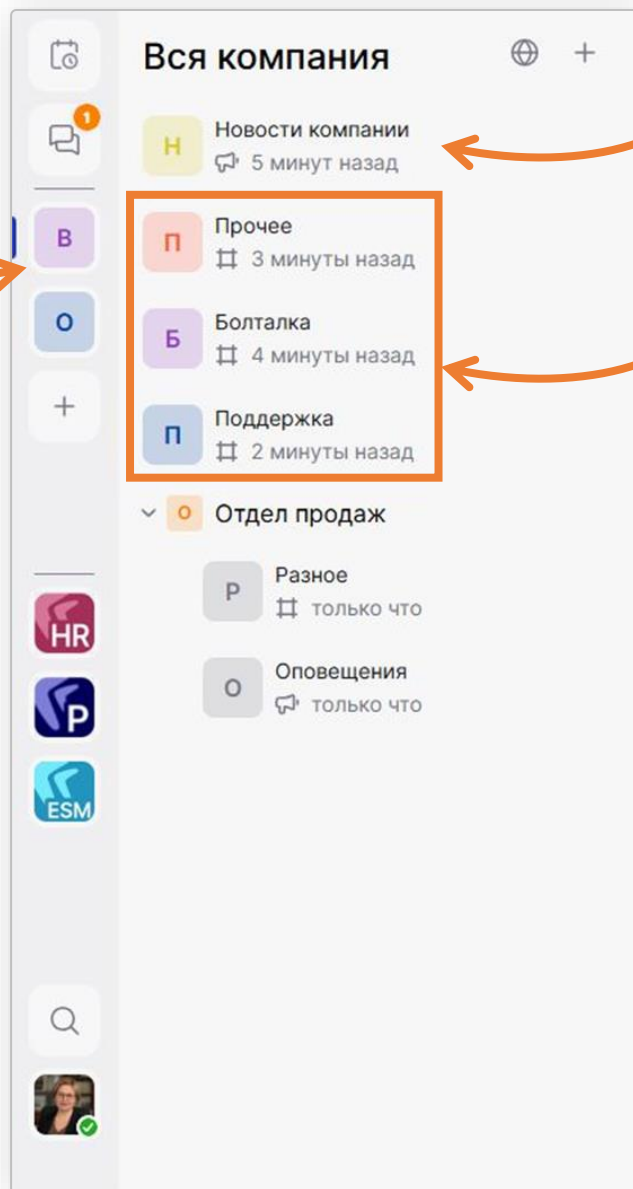 Вся компания
1
Н
Новости компании
5 минут назад
В
П
Прочее
3 минуты назад
О
Б
Болталка
4 минуты назад
П
Поддержка
2 минуты назад
О Отдел продаж
Р
Разное
только что
HR
О
Оповещения
только что
P
ESM